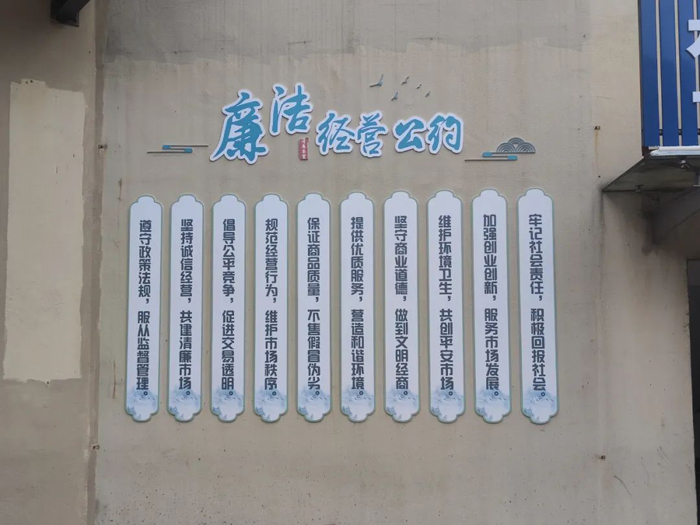 廉洁经营公约
遵守政策法规，服从监督管理。
坚持诚信经营，共建清廉市场。
倡导公平竞争，促进交易透明。
规范经营行为，维护市场秩序。
保证商品质量，不售假冒伪劣。
提供优质服务，营造和谐环境。
坚守商业道德，做到文明经商。
维护环境卫生，共创平安市场。
加强创业创新，服务市场发展。
牢记社会责任，积极回报社会。